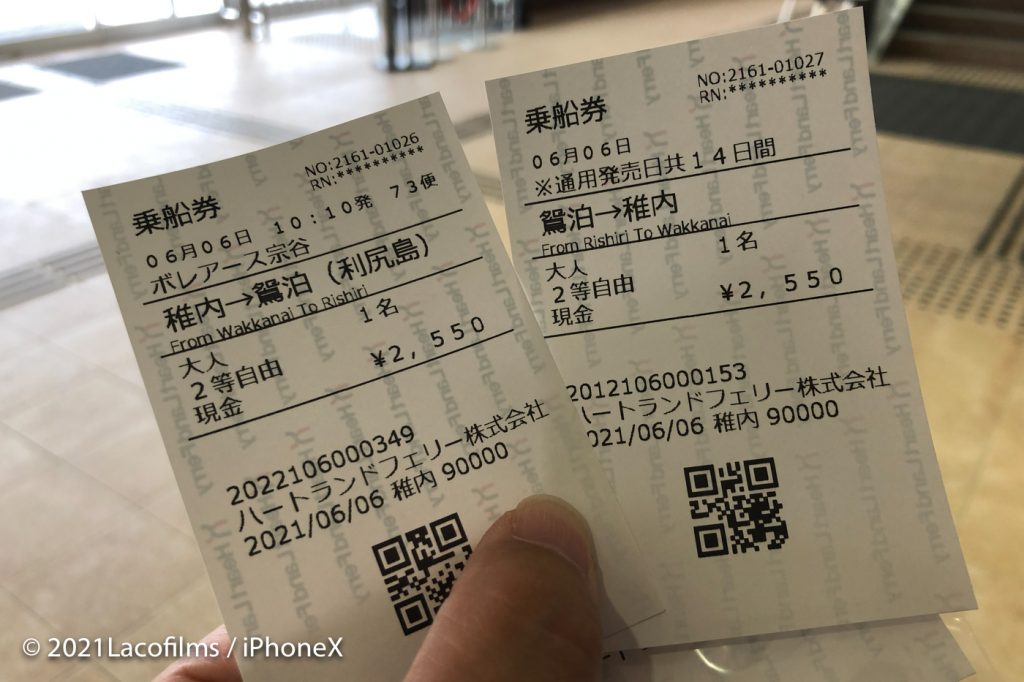 NO:2161-01026
RN:**********
乗船券
06月06日 10:10発 73便
ボレアース宗谷
稚内→鴛泊（利尻島）
From Wakkanai To Rishiri
大人 1名
2等自由
現金 ¥2,550
2022106000349
ハートランドフェリー株式会社
2021/06/06 稚内 90000
NO:2161-01027
RN:**********
乗船券
06月06日
※通用発売日共14日間
鴛泊→稚内
From Rishiri To Wakkanai
大人 1名
2等自由
現金 ¥2,550
2012106000153
ハートランドフェリー株式会社
021/06/06 稚内 90000
HeartLandFerry
© 2021Lacofilms / iPhoneX